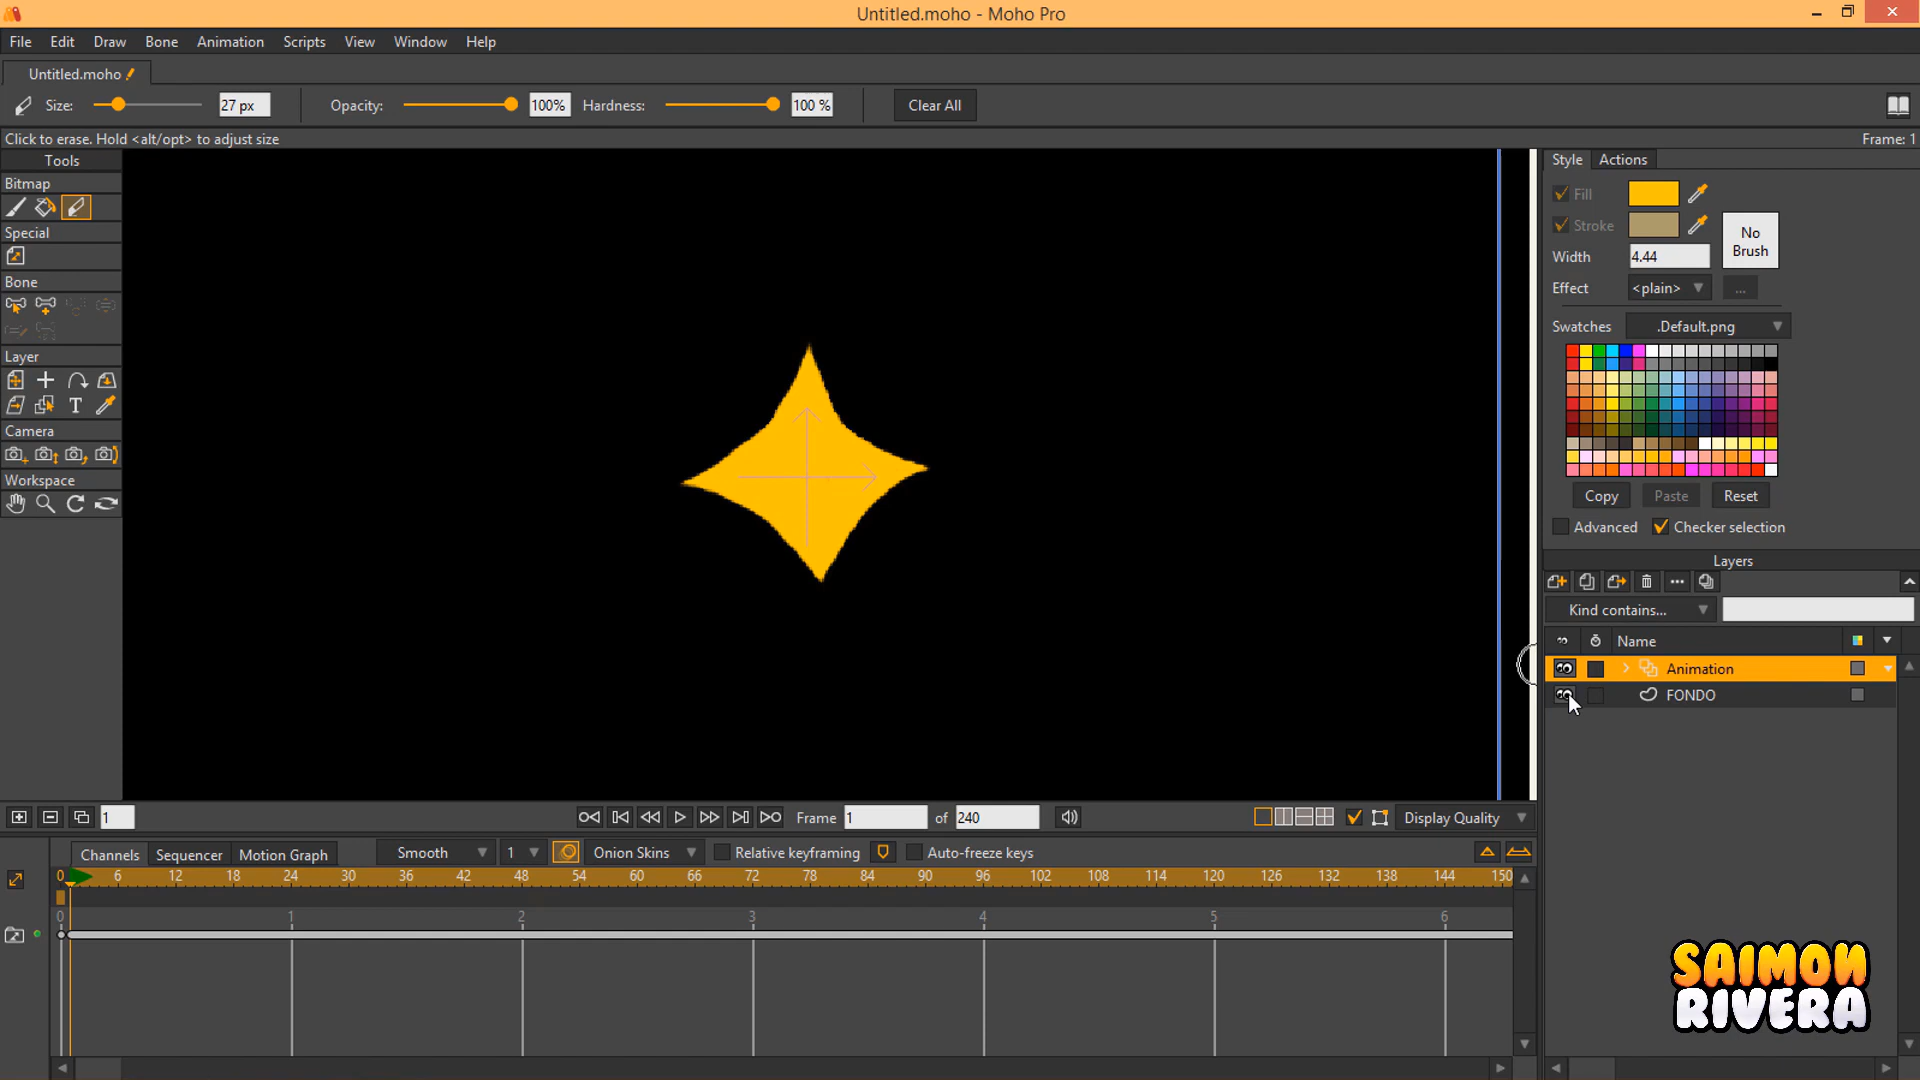 Untitled.moho - Moho Pro
File Edit Draw Bone Animation Scripts View Window Help
Untitled.moho
Size: 27 px Opacity: 100% Hardness: 100 % Clear All
Click to erase. Hold <alt/opt> to adjust size Frame: 1
Tools
Bitmap
Special
Bone
Layer
T
Camera
Workspace
Style Actions
Fill
Stroke
No Brush
Width 4.44
Effect <plain> ...
Swatches .Default.png
Copy Paste Reset
Advanced Checker selection
Layers
Kind contains...
Name
Animation
FONDO
1 Frame 1 of 240 Display Quality
Channels Sequencer Motion Graph Smooth 1 Onion Skins Relative keyframing Auto-freeze keys
0 6 12 18 24 30 36 42 48 54 60 66 72 78 84 90 96 102 108 114 120 126 132 138 144 150
0 1 2 3 4 5 6
SAIMON
RIVERA